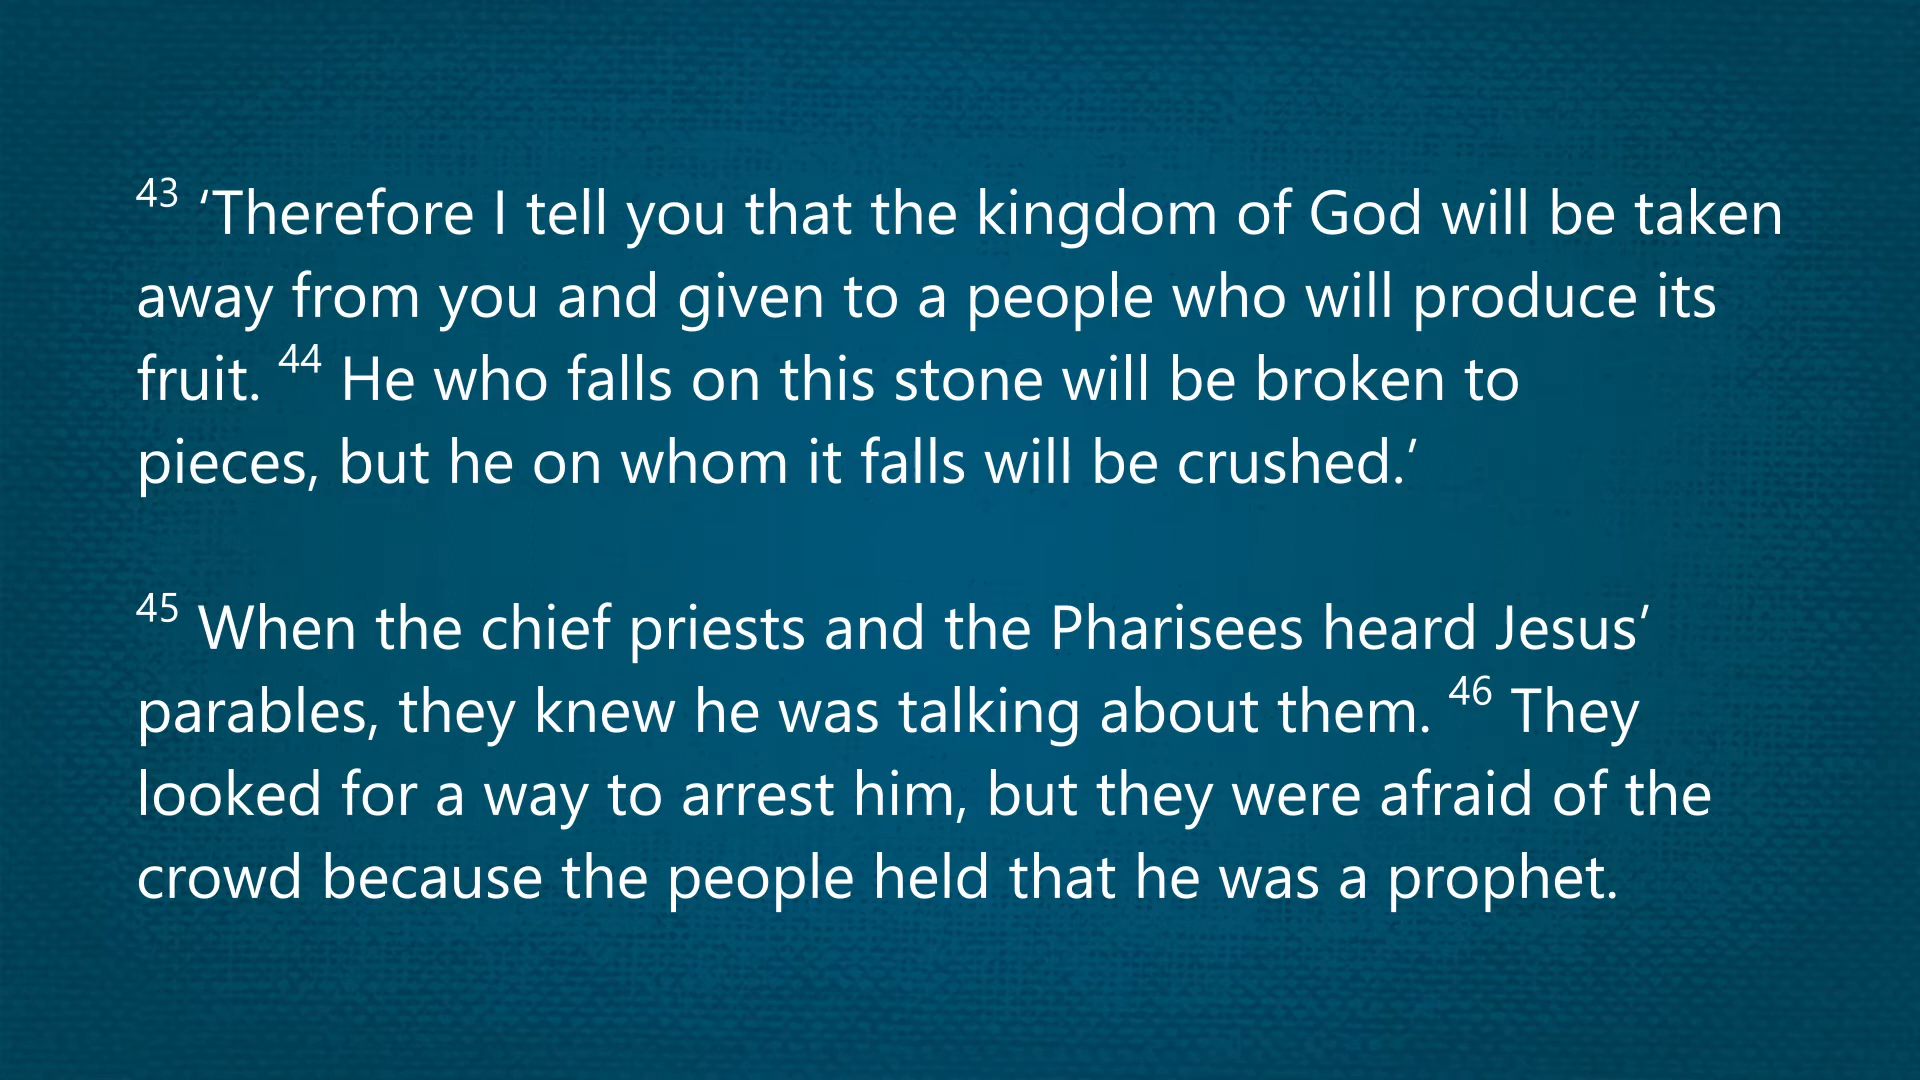 43 ‘Therefore I tell you that the kingdom of God will be taken
away from you and given to a people who will produce its
fruit. 44 He who falls on this stone will be broken to
pieces, but he on whom it falls will be crushed.’
45 When the chief priests and the Pharisees heard Jesus’
parables, they knew he was talking about them. 46 They
looked for a way to arrest him, but they were afraid of the
crowd because the people held that he was a prophet.